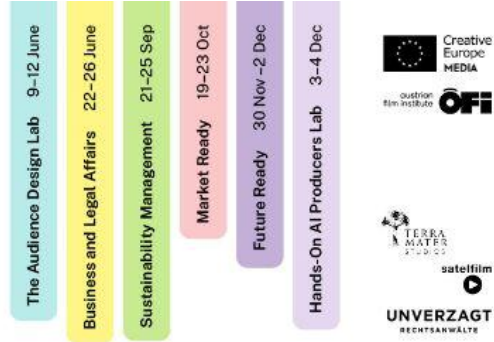 The Audience Design Lab 9–12 June
Business and Legal Affairs 22–26 June
Sustainability Management 21–25 Sep
Market Ready 19–23 Oct
Future Ready 30 Nov –2 Dec
Hands-On AI Producers Lab 3–4 Dec
Creative
Europe
MEDIA
austrian
film institute
ÖFI
TERRA
MATER
STUDIOS
satelfilm
UNVERZAGT
RECHTSANWÄLTE